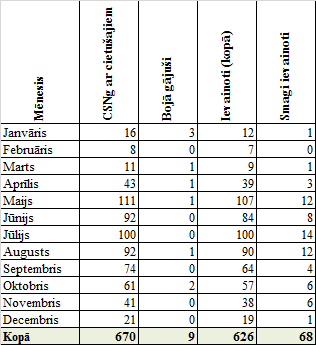 Mēnesis CSNg ar cietušajiem Bojā gājuši Ievainoti (kopā) Smagi ievainoti
Janvāris 16 3 12 1
Februāris 8 0 7 0
Marts 11 1 9 1
Aprīlis 43 1 39 3
Maijs 111 1 107 12
Jūnijs 92 0 84 8
Jūlijs 100 0 100 14
Augusts 92 1 90 12
Septembris 74 0 64 4
Oktobris 61 2 57 6
Novembris 41 0 38 6
Decembris 21 0 19 1
Kopā 670 9 626 68